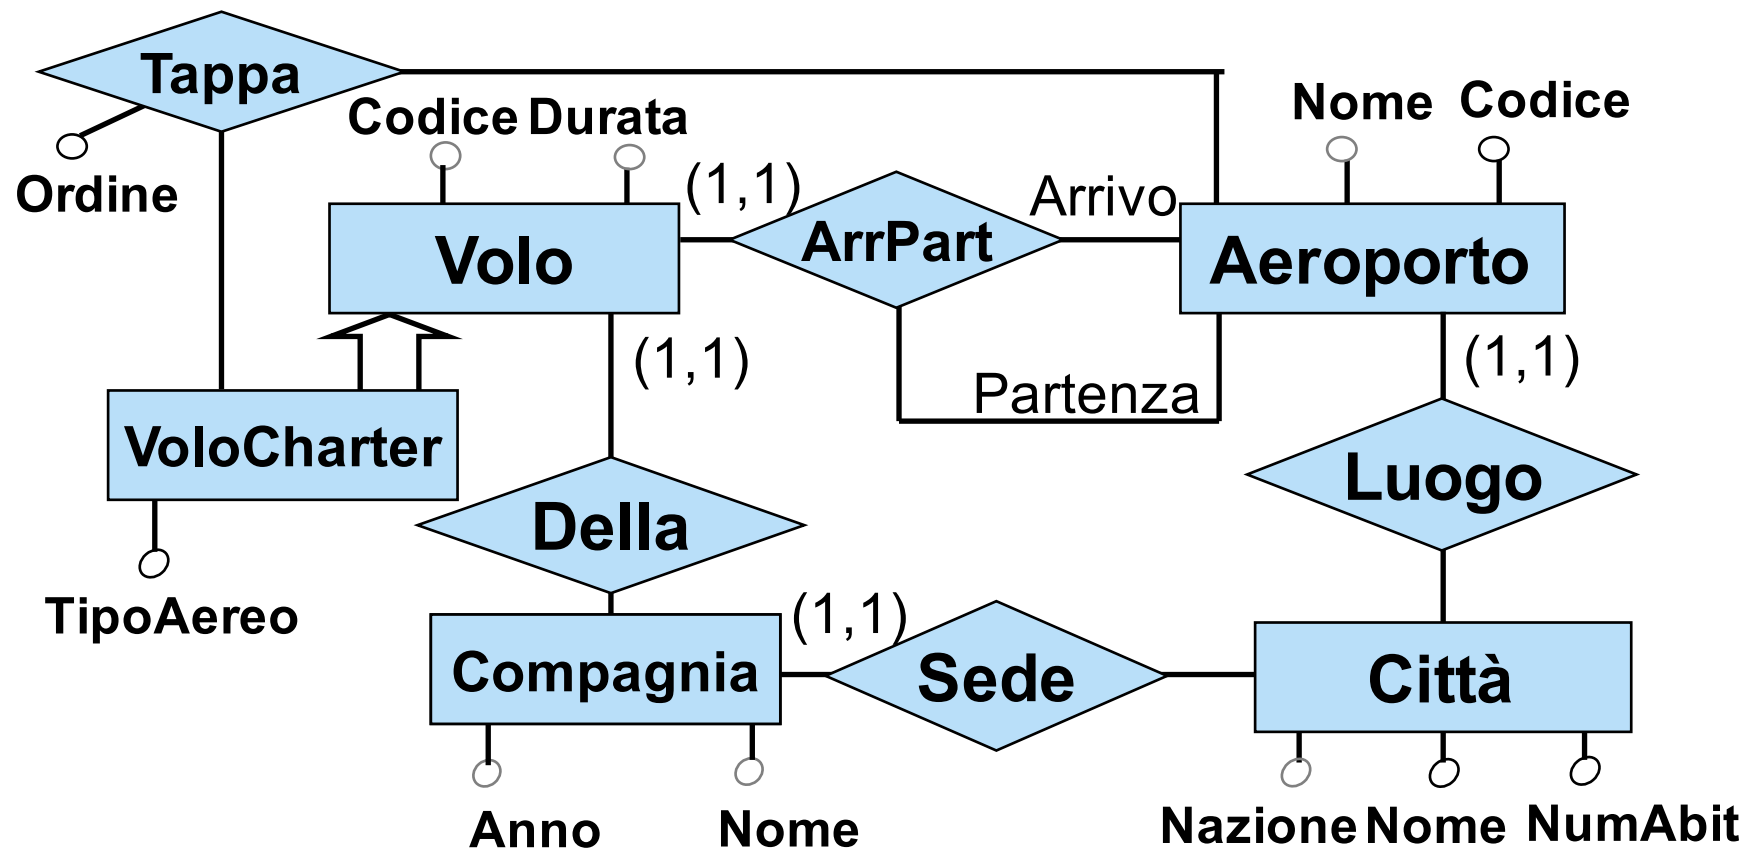 Tappa
Ordine
Codice Durata
Nome Codice
(1,1)
Arrivo
Volo
ArrPart
Aeroporto
(1,1)
Partenza
(1,1)
VoloCharter
Luogo
Della
TipoAereo
(1,1)
Compagnia
Sede
Città
Anno
Nome
Nazione Nome NumAbit